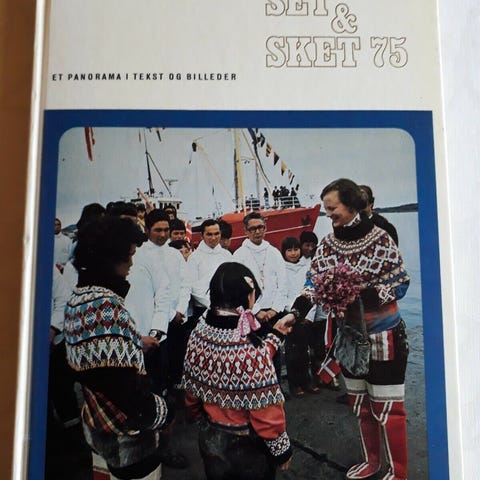 SET
&
SKET 75
ET PANORAMA I TEKST OG BILLEDER